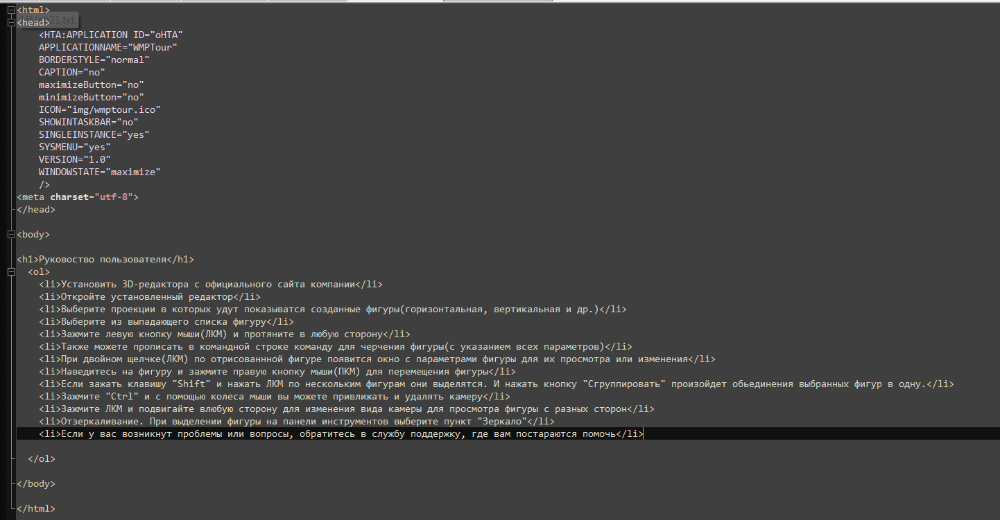 <html>
21.txt
<head>
<HTA:APPLICATION ID="oHTA"
APPLICATIONNAME="WMPTour"
BORDERSTYLE="normal"
CAPTION="no"
maximizeButton="no"
minimizeButton="no"
ICON="img/wmptour.ico"
SHOWINTASKBAR="no"
SINGLEINSTANCE="yes"
SYSMENU="yes"
VERSION="1.0"
WINDOWSTATE="maximize"
/>
<meta charset="utf-8">
</head>
<body>
<h1>Руковоство пользователя</h1>
<ol>
<li>Установить 3D-редактора с официального сайта компании</li>
<li>Откройте установленный редактор</li>
<li>Выберите проекции в которых удут показыватся созданные фигуры(горизонтальная, вертикальная и др.)</li>
<li>Выберите из выпадающего списка фигуру</li>
<li>Зажмите левую кнопку мыши(ЛКМ) и протяните в любую сторону</li>
<li>Также можете прописать в командной строке команду для черчения фигуры(с указанием всех параметров)</li>
<li>При двойном щелчке(ЛКМ) по отрисованнной фигуре появится окно с параметрами фигуры для их просмотра или изменения</li>
<li>Наведитесь на фигуру и зажмите правую кнопку мыши(ПКМ) для перемещения фигуры</li>
<li>Если зажать клавишу "Shift" и нажать ЛКМ по нескольким фигурам они выделятся. И нажать кнопку "Сгруппировать" произойдет обьединения выбранных фигур в одну.</li>
<li>Зажмите "Ctrl" и с помощью колеса мыши вы можете привлижать и удалять камеру</li>
<li>Зажмите ЛКМ и подвигайте влюбую сторону для изменения вида камеры для просмотра фигуры с разных сторон</li>
<li>Отзеркаливание. При выделении фигуры на панели инструментов выберите пункт "Зеркало"</li>
<li>Если у вас возникнут проблемы или вопросы, обратитесь в службу поддержку, где вам постараются помочь</li>
</ol>
</body>
</html>